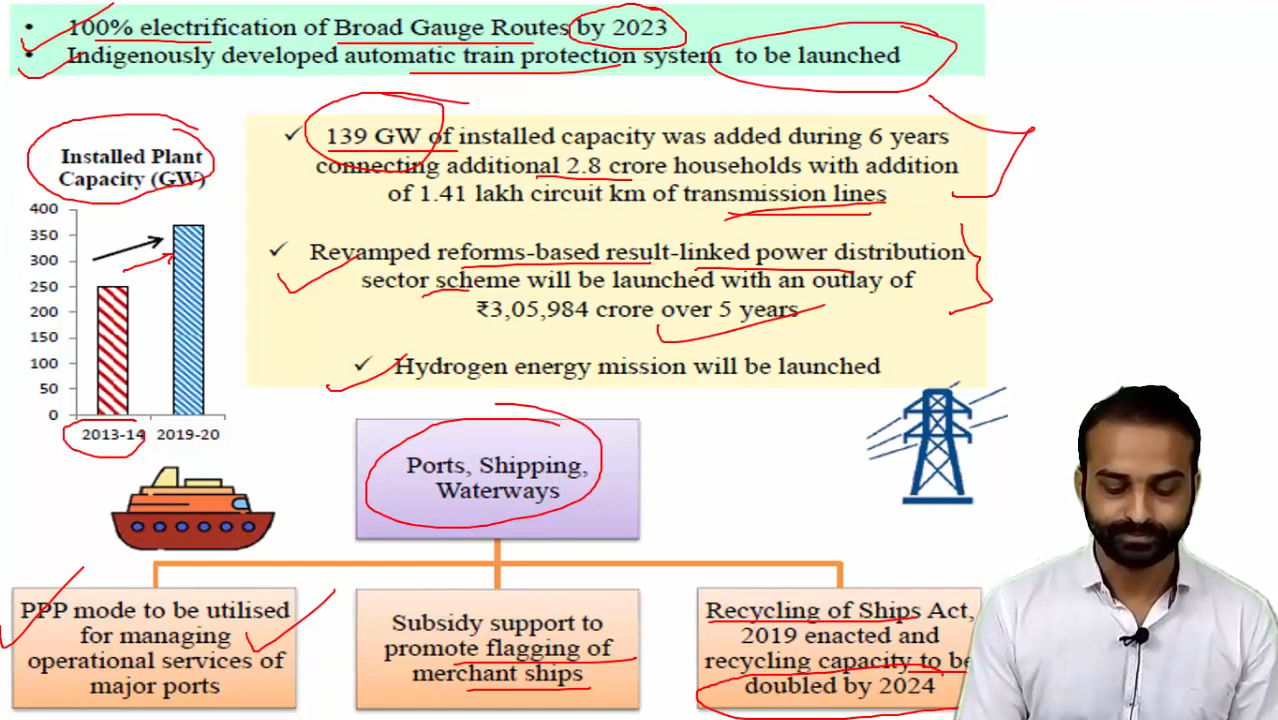 • 100% electrification of Broad Gauge Routes by 2023
• Indigenously developed automatic train protection system to be launched
Installed Plant
Capacity (GW)
400
350
300
250
200
150
100
50
0
2013-14 2019-20
✓ 139 GW of installed capacity was added during 6 years
connecting additional 2.8 crore households with addition
of 1.41 lakh circuit km of transmission lines
✓ Revamped reforms-based result-linked power distribution
sector scheme will be launched with an outlay of
₹3,05,984 crore over 5 years
✓ Hydrogen energy mission will be launched
Ports, Shipping,
Waterways
PPP mode to be utilised
for managing
operational services of
major ports
Subsidy support to
promote flagging of
merchant ships
Recycling of Ships Act,
2019 enacted and
recycling capacity to be
doubled by 2024